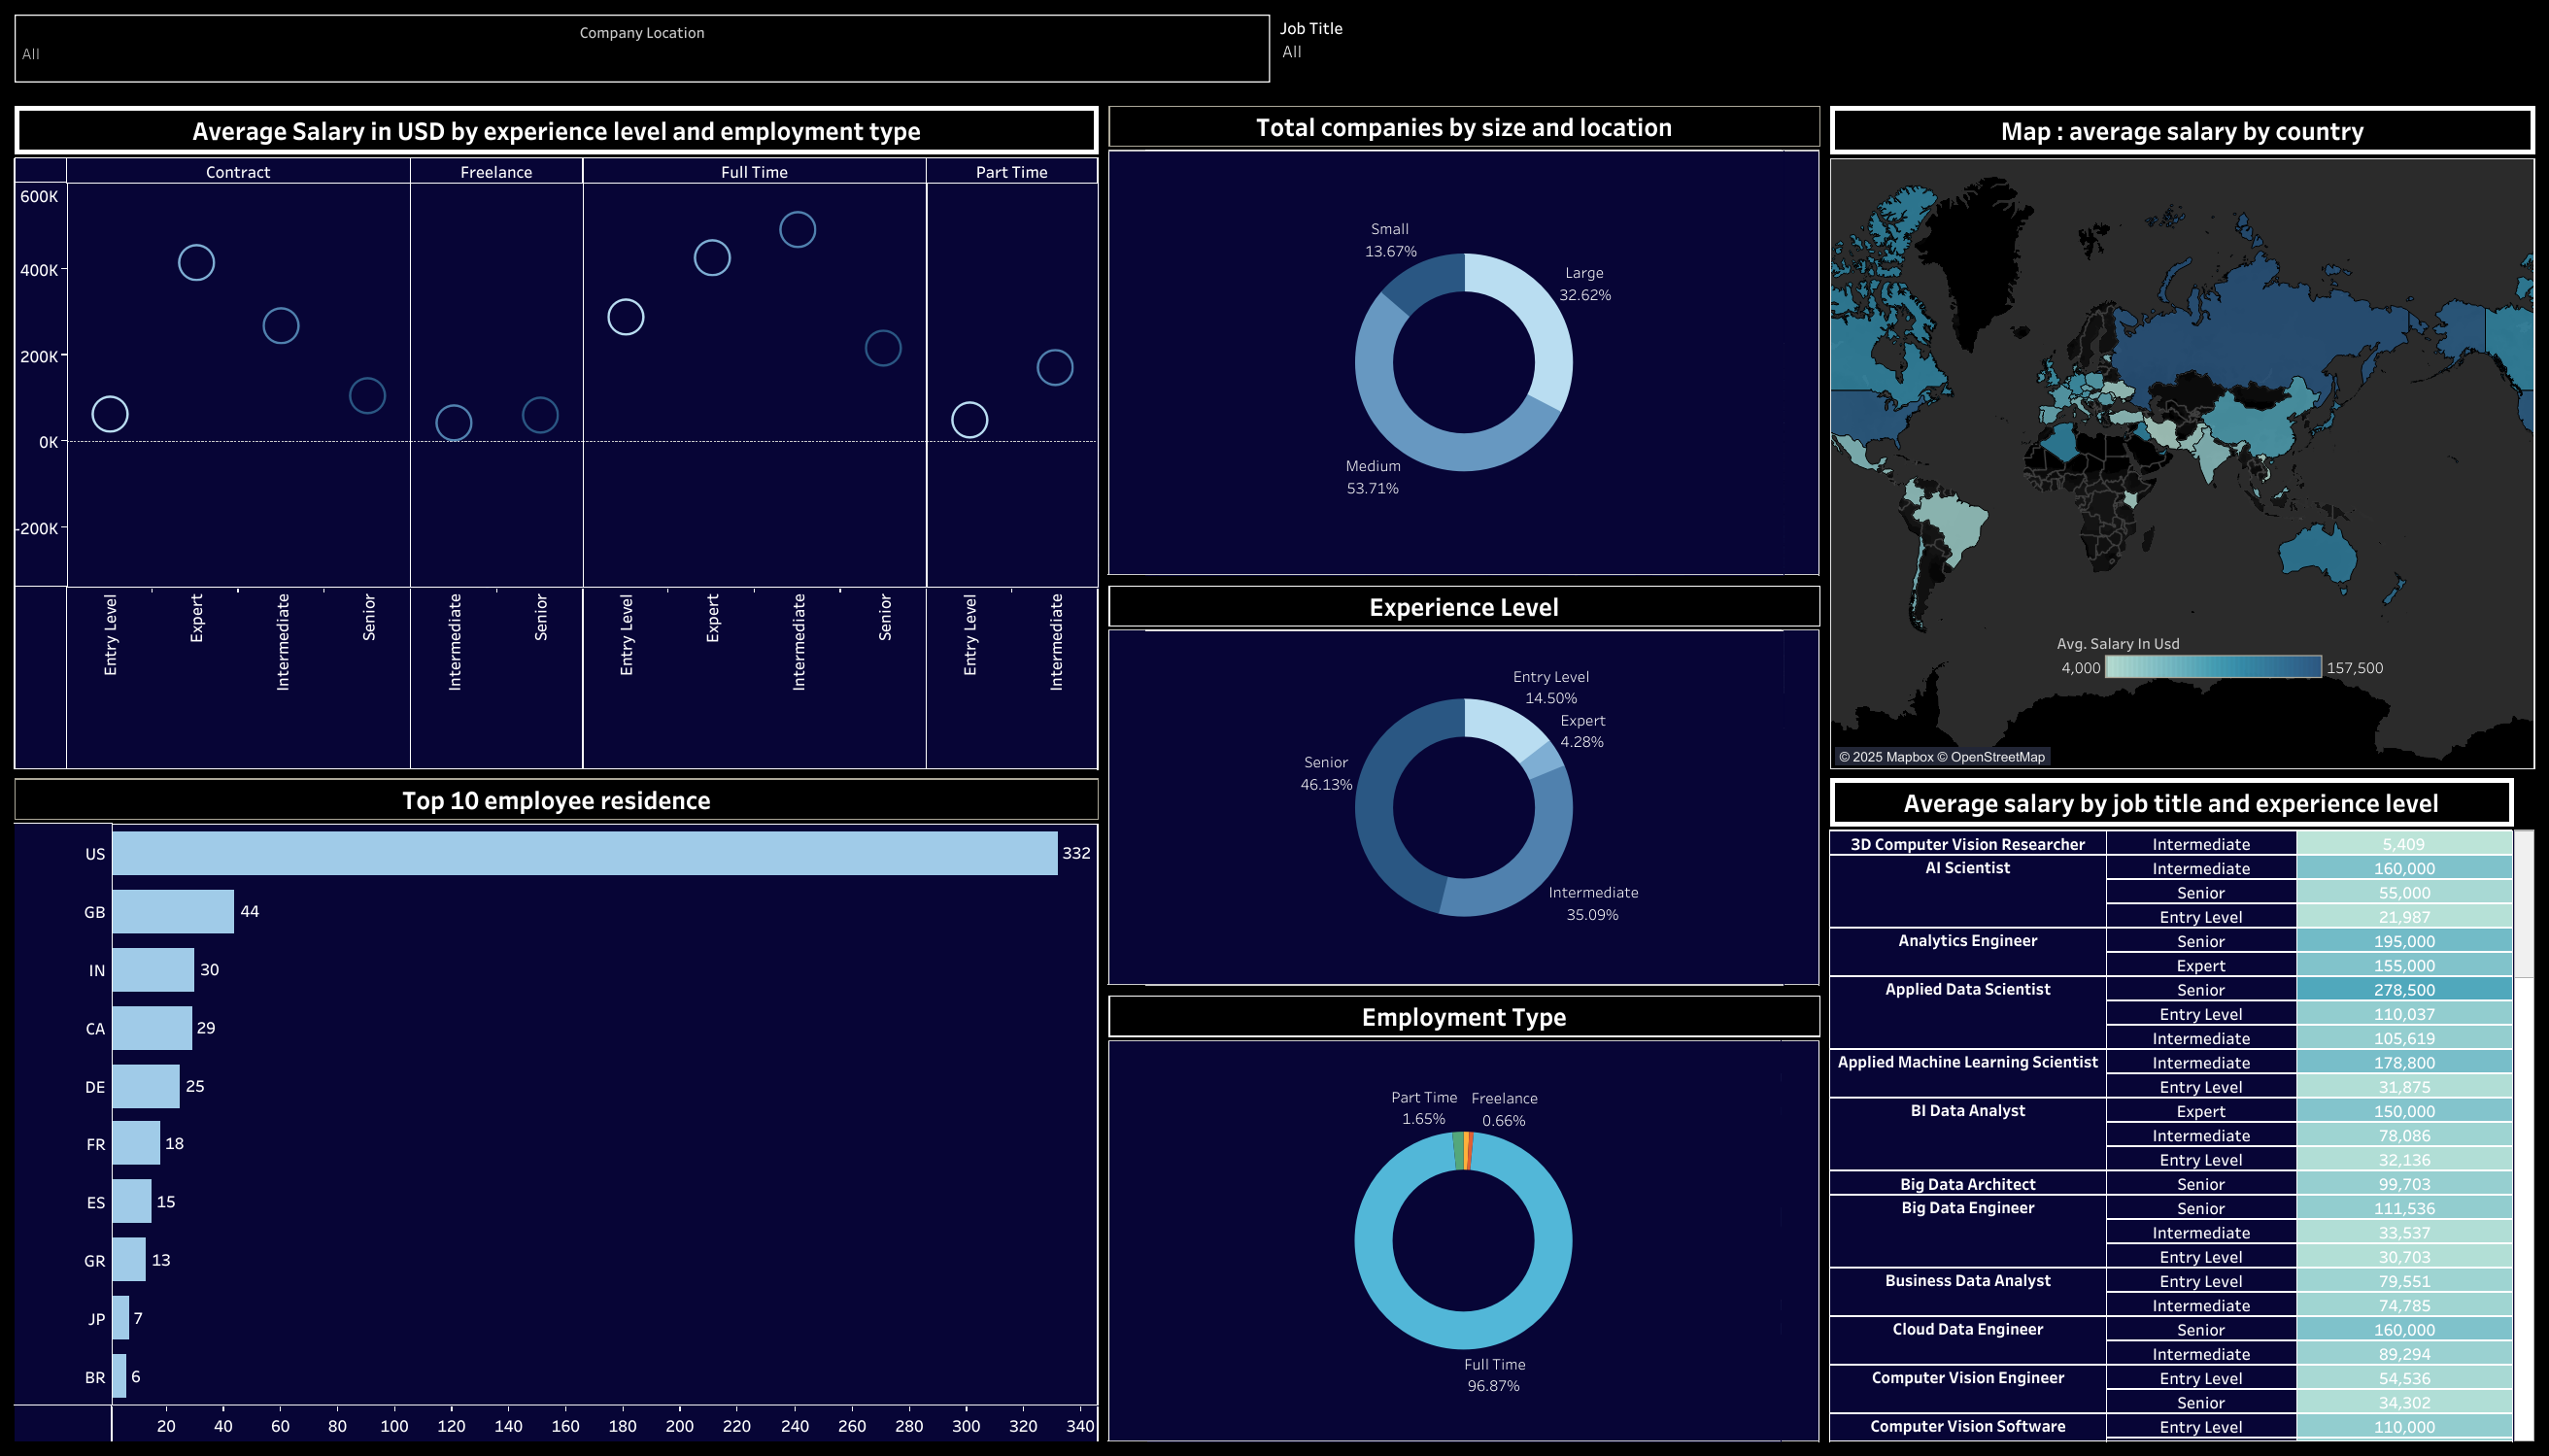 Company Location
All
Job Title
All
Average Salary in USD by experience level and employment type
Contract
Freelance
Full Time
Part Time
600K
400K
200K
0K
-200K
Entry Level
Expert
Intermediate
Senior
Intermediate
Senior
Entry Level
Expert
Intermediate
Senior
Entry Level
Intermediate
Total companies by size and location
Small
13.67%
Large
32.62%
Medium
53.71%
Experience Level
Entry Level
14.50%
Expert
4.28%
Senior
46.13%
Intermediate
35.09%
Employment Type
Part Time
1.65%
Freelance
0.66%
Full Time
96.87%
Map : average salary by country
Avg. Salary In Usd
4,000
157,500
© 2025 Mapbox © OpenStreetMap
Top 10 employee residence
US 332
GB 44
IN 30
CA 29
DE 25
FR 18
ES 15
GR 13
JP 7
BR 6
20 40 60 80 100 120 140 160 180 200 220 240 260 280 300 320 340
Average salary by job title and experience level
3D Computer Vision Researcher Intermediate 5,409
AI Scientist Intermediate 160,000
Senior 55,000
Entry Level 21,987
Analytics Engineer Senior 195,000
Expert 155,000
Applied Data Scientist Senior 278,500
Entry Level 110,037
Intermediate 105,619
Applied Machine Learning Scientist Intermediate 178,800
Entry Level 31,875
BI Data Analyst Expert 150,000
Intermediate 78,086
Entry Level 32,136
Big Data Architect Senior 99,703
Big Data Engineer Senior 111,536
Intermediate 33,537
Entry Level 30,703
Business Data Analyst Entry Level 79,551
Intermediate 74,785
Cloud Data Engineer Senior 160,000
Intermediate 89,294
Computer Vision Engineer Entry Level 54,536
Senior 34,302
Computer Vision Software Entry Level 110,000